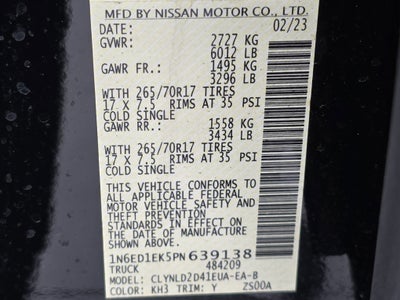 MFD BY NISSAN MOTOR CO., LTD.
DATE: 02/23
GVWR: 2727 KG
6012 LB
GAWR FR.: 1495 KG
3296 LB
WITH 265/70R17 TIRES
17 X 7.5 RIMS AT 35 PSI
COLD SINGLE
GAWR RR.: 1558 KG
3434 LB
WITH 265/70R17 TIRES
17 X 7.5 RIMS AT 35 PSI
COLD SINGLE
THIS VEHICLE CONFORMS TO
ALL APPLICABLE FEDERAL
MOTOR VEHICLE SAFETY AND
THEFT PREVENTION
STANDARDS IN EFFECT ON THE
DATE OF MANUFACTURE
SHOWN ABOVE.
1N6ED1EK5PN639138
TRUCK 484209
CLYNLD2D41EUA-EA-B
COLOR: KH3 TRIM: Y ZS00A